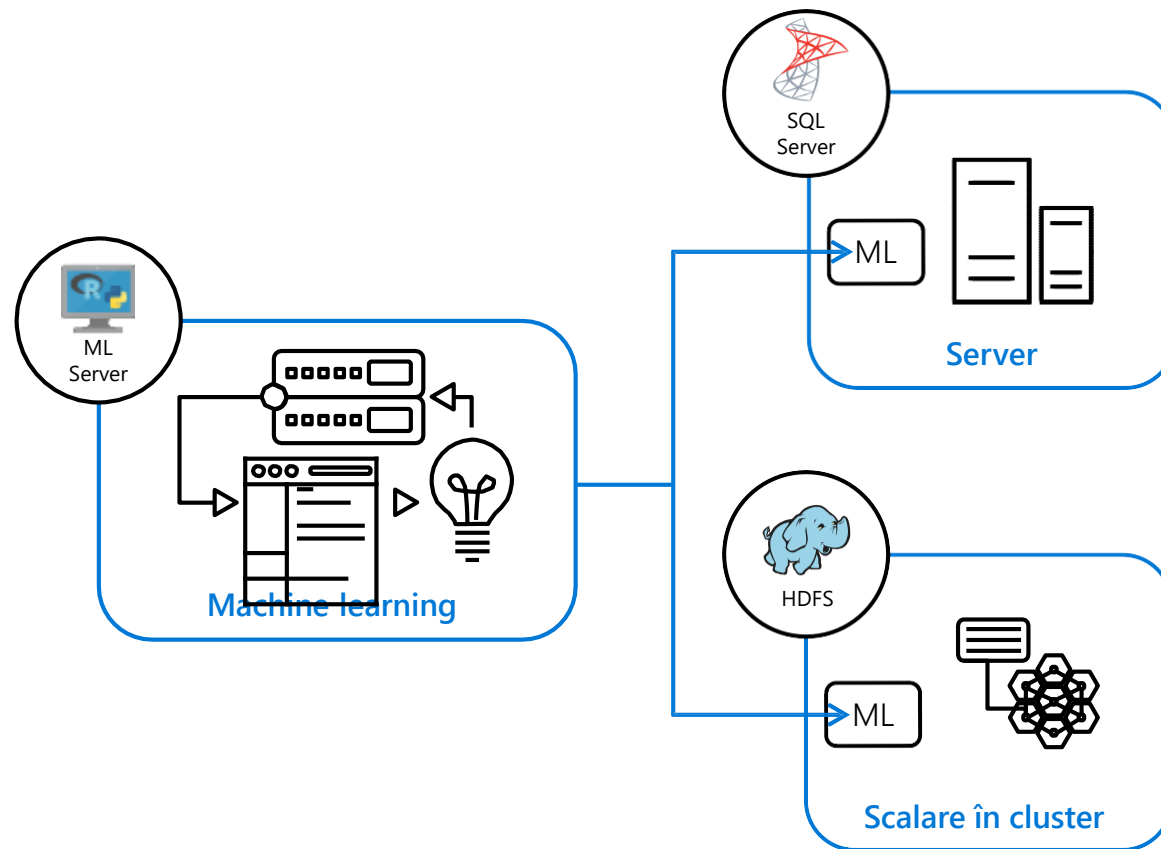 SQL
Server
ML
Server
R
ML
Server
Machine learning
HDFS
ML
Scalare în cluster